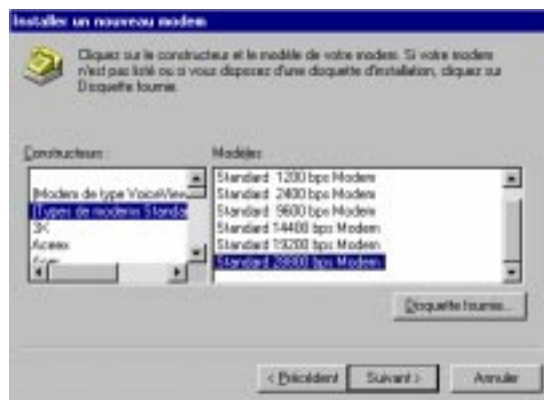 Installer un nouveau modem
Cliquez sur le constructeur et le modèle de votre modem. Si votre modem
n'est pas listé ou si vous disposez d'une disquette d'installation, cliquez sur
Disquette fournie.
Constructeurs :
Modèles
(Modem de type VoiceView
(Types de modems Standa
3X
Aceex
Acer
Standard 1200 bps Modem
Standard 2400 bps Modem
Standard 9600 bps Modem
Standard 14400 bps Modem
Standard 19200 bps Modem
Standard 28800 bps Modem
Disquette fournie...
< Précédent
Suivant >
Annuler